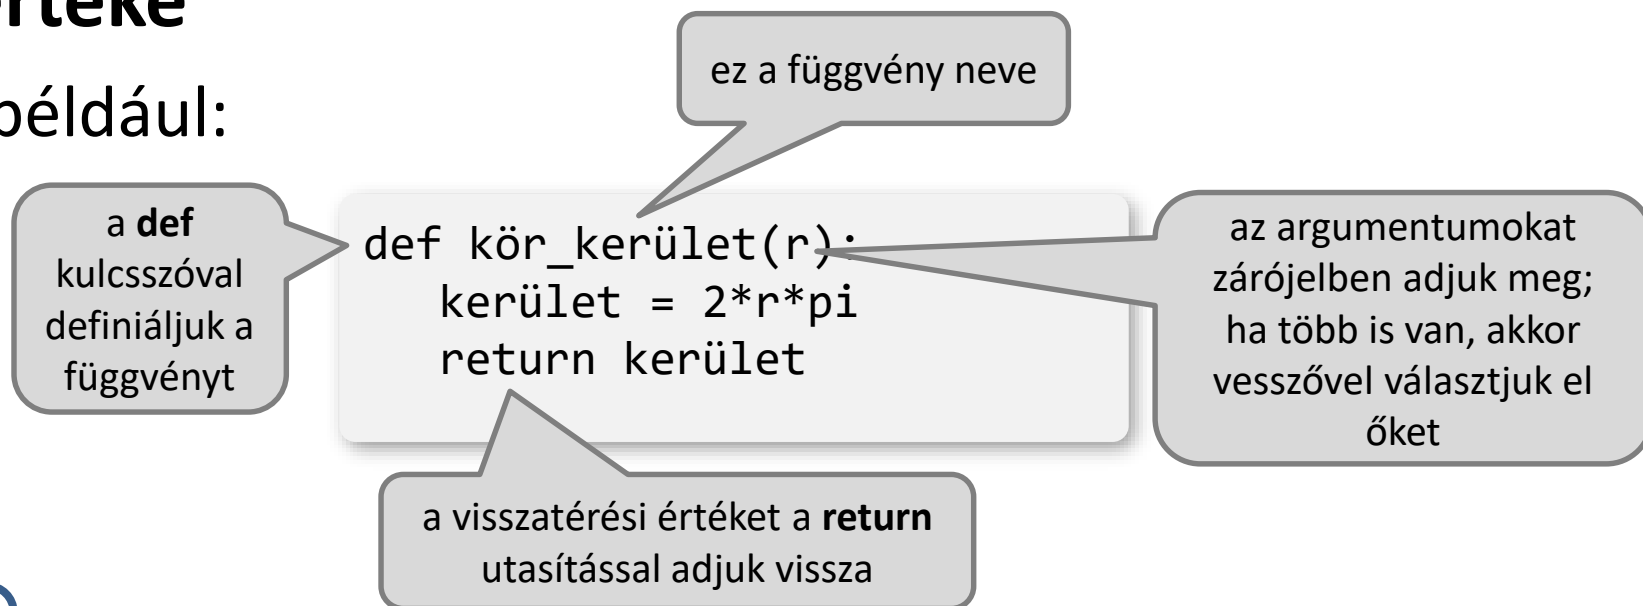 értéke
például:
ez a függvény neve
a def
kulcsszóval
definiáljuk a
függvényt
def kör_kerület(r):
kerület = 2*r*pi
return kerület
az argumentumokat
zárójelben adjuk meg;
ha több is van, akkor
vesszővel választjuk el
őket
a visszatérési értéket a return
utasítással adjuk vissza